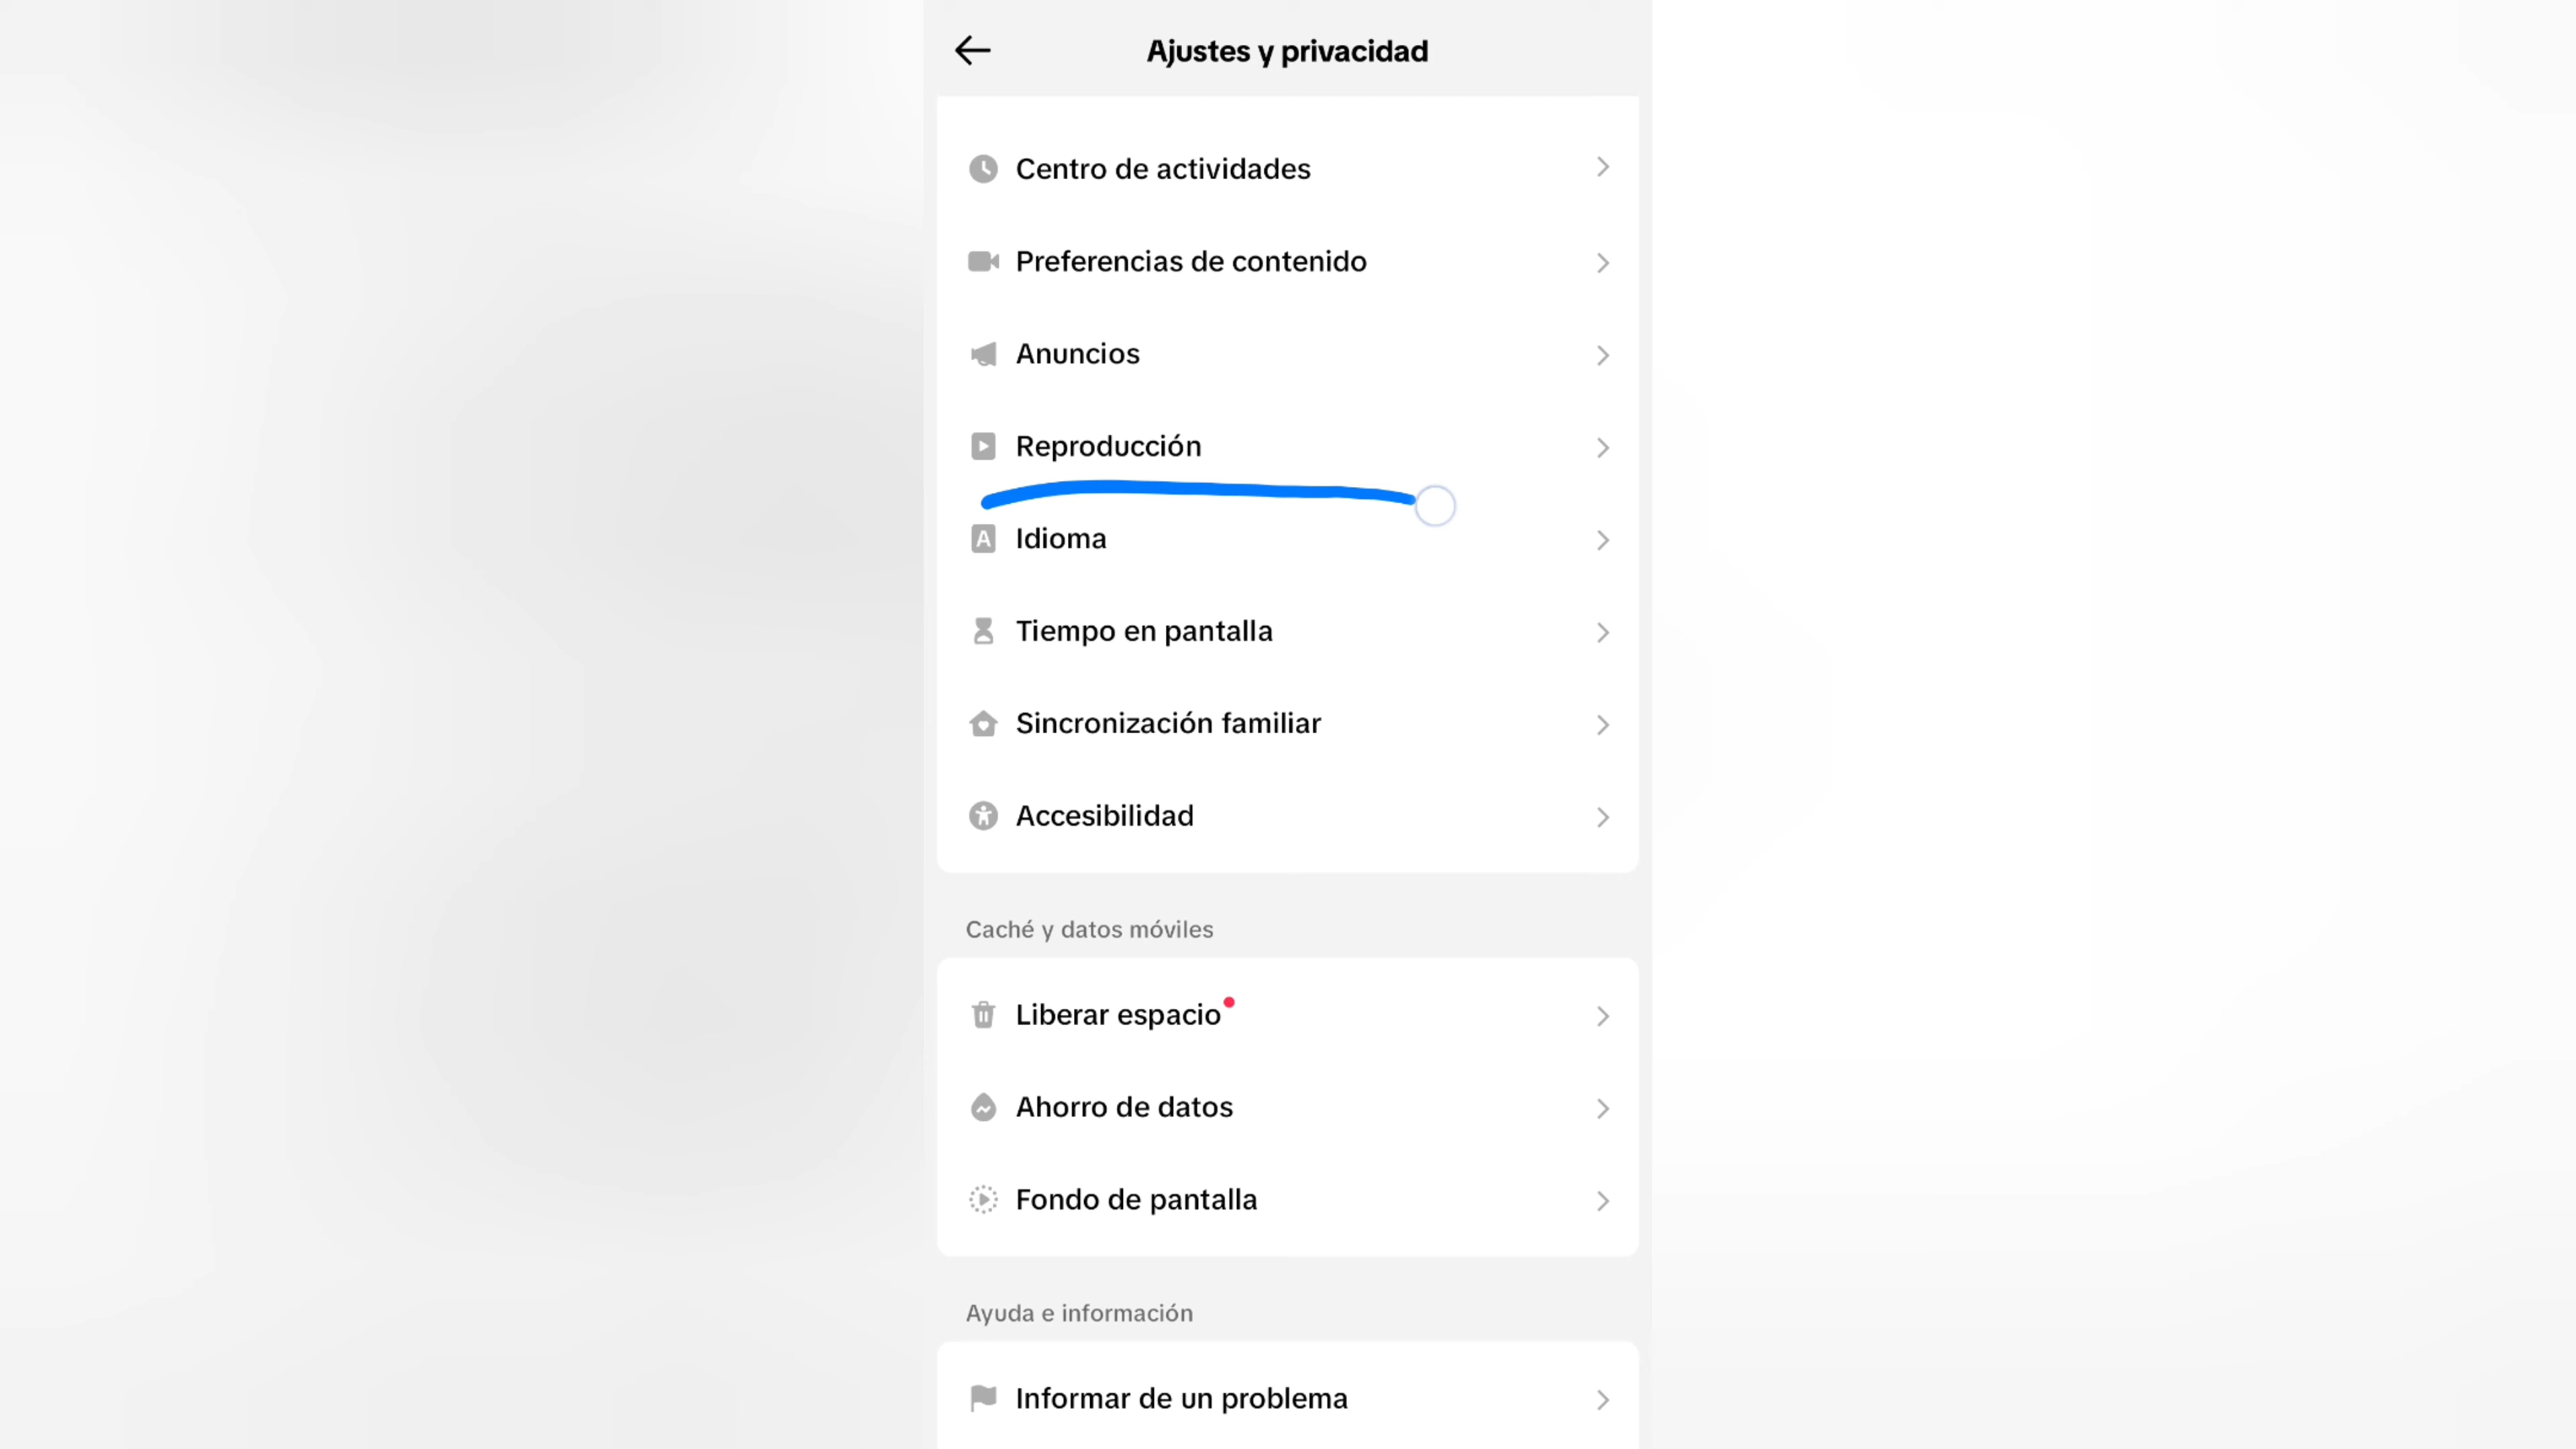 Ajustes y privacidad
Centro de actividades
Preferencias de contenido
Anuncios
Reproducción
Idioma
Tiempo en pantalla
Sincronización familiar
Accesibilidad
Caché y datos móviles
Liberar espacio
Ahorro de datos
Fondo de pantalla
Ayuda e información
Informar de un problema